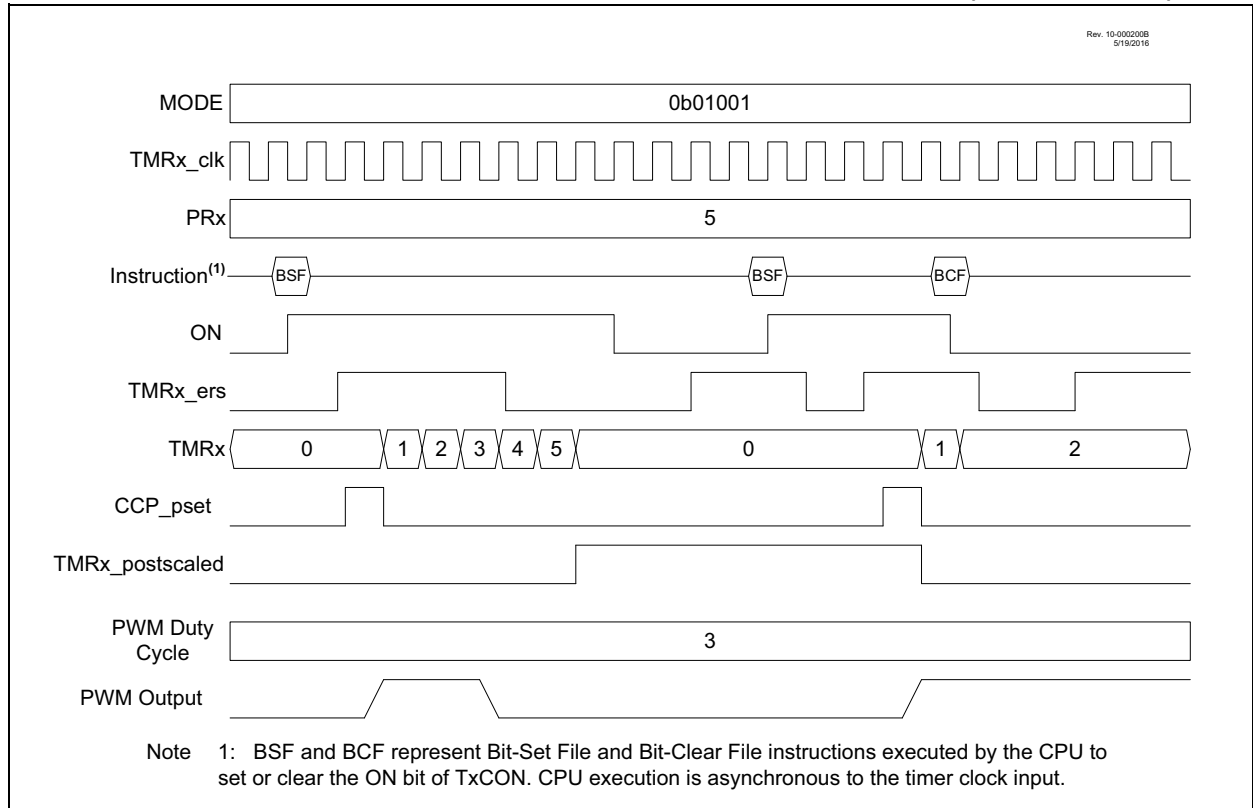 Rev. 10-000200B
5/19/2016
MODE 0b01001
TMRx_clk
PRx 5
Instruction(1) BSF BSF BCF
ON
TMRx_ers
TMRx 0 1 2 3 4 5 0 1 2
CCP_pset
TMRx_postscaled
PWM Duty
Cycle 3
PWM Output
Note 1: BSF and BCF represent Bit-Set File and Bit-Clear File instructions executed by the CPU to
set or clear the ON bit of TxCON. CPU execution is asynchronous to the timer clock input.